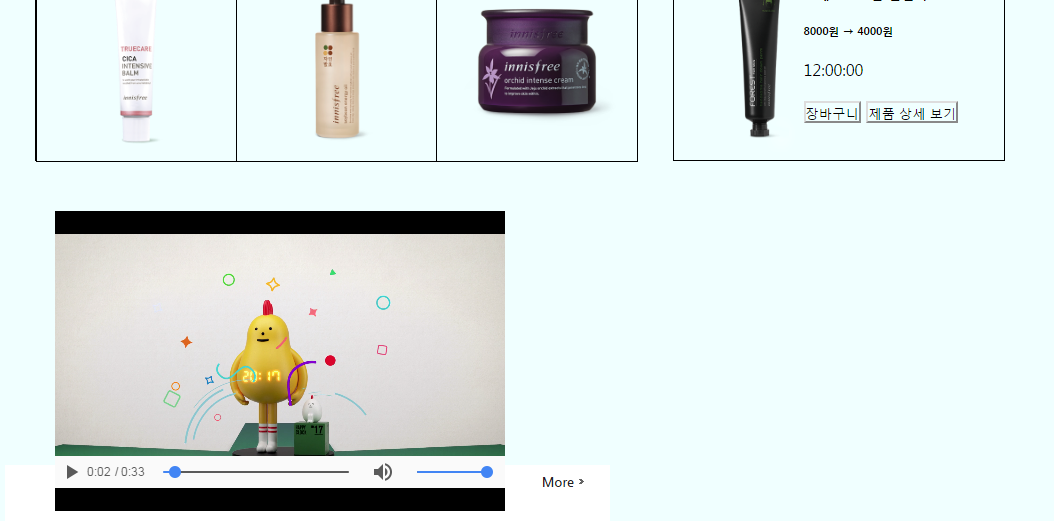 TRUECARE
CICA
INTENSIVE
BALM
innisfree
innisfree
innisfree
orchid intense cream
8000원 → 4000원
12:00:00
장바구니 제품 상세 보기
20:17
HAPPY
'17
0:02 / 0:33
More >